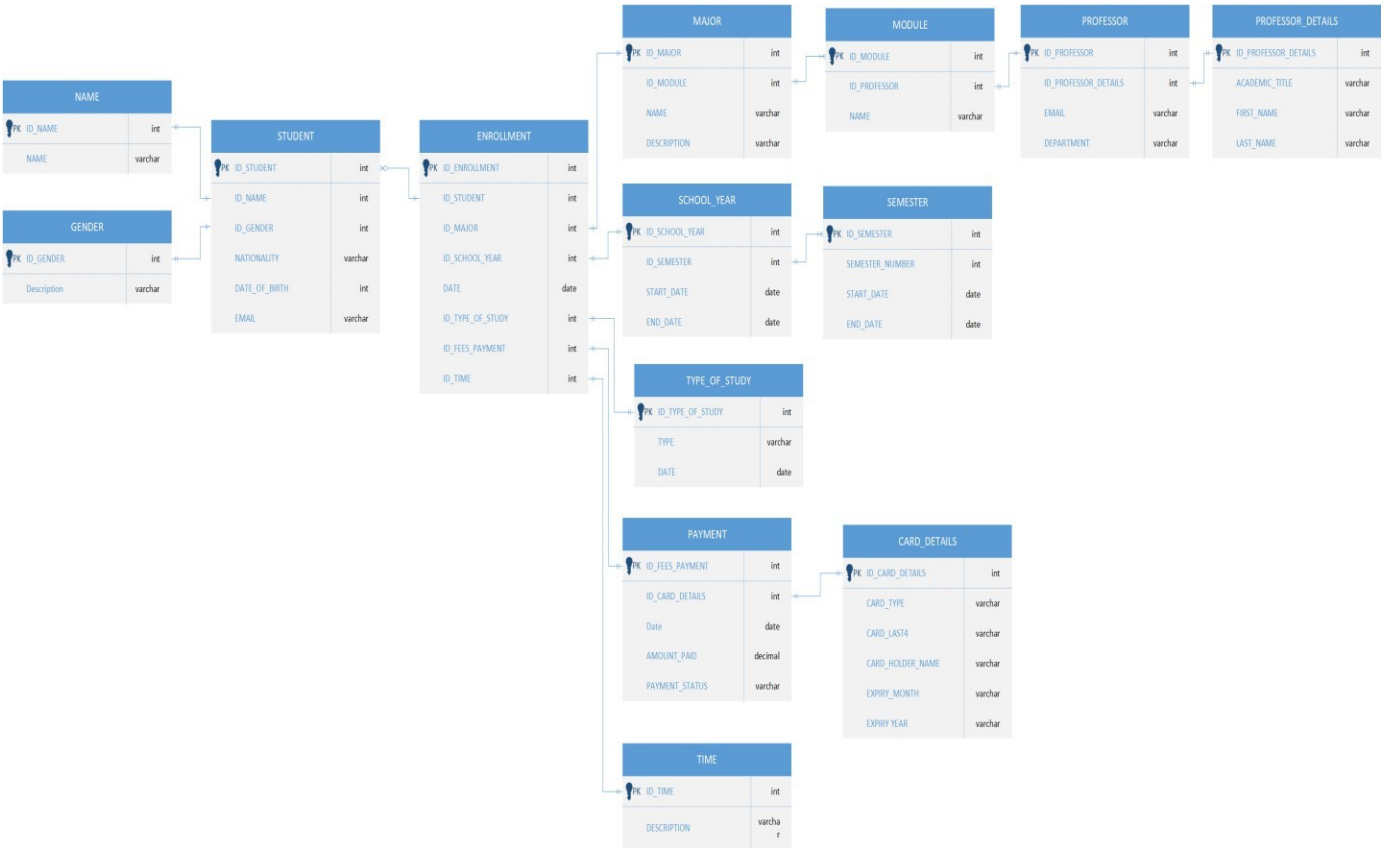 NAME
PK ID_NAME int
NAME varchar
GENDER
PK ID_GENDER int
Description varchar
STUDENT
PK ID_STUDENT int
ID_NAME int
ID_GENDER int
NATIONALITY varchar
DATE_OF_BIRTH int
EMAIL varchar
ENROLLMENT
PK ID_ENROLLMENT int
ID_STUDENT int
ID_MAJOR int
ID_SCHOOL_YEAR int
DATE date
ID_TYPE_OF_STUDY int
ID_FEES_PAYMENT int
ID_TIME int
MAJOR
PK ID_MAJOR int
ID_MODULE int
NAME varchar
DESCRIPTION varchar
MODULE
PK ID_MODULE int
ID_PROFESSOR int
NAME varchar
PROFESSOR
PK ID_PROFESSOR int
ID_PROFESSOR_DETAILS int
EMAIL varchar
DEPARTMENT varchar
PROFESSOR_DETAILS
PK ID_PROFESSOR_DETAILS int
ACADEMIC_TITLE varchar
FIRST_NAME varchar
LAST_NAME varchar
SCHOOL_YEAR
PK ID_SCHOOL_YEAR int
ID_SEMESTER int
START_DATE date
END_DATE date
SEMESTER
PK ID_SEMESTER int
SEMESTER_NUMBER int
START_DATE date
END_DATE date
TYPE_OF_STUDY
PK ID_TYPE_OF_STUDY int
TYPE varchar
DATE date
PAYMENT
PK ID_FEES_PAYMENT int
ID_CARD_DETAILS int
Date date
AMOUNT_PAID decimal
PAYMENT_STATUS varchar
CARD_DETAILS
PK ID_CARD_DETAILS int
CARD_TYPE varchar
CARD_LAST4 varchar
CARD_HOLDER_NAME varchar
EXPIRY_MONTH varchar
EXPIRY YEAR varchar
TIME
PK ID_TIME int
DESCRIPTION varcha
r